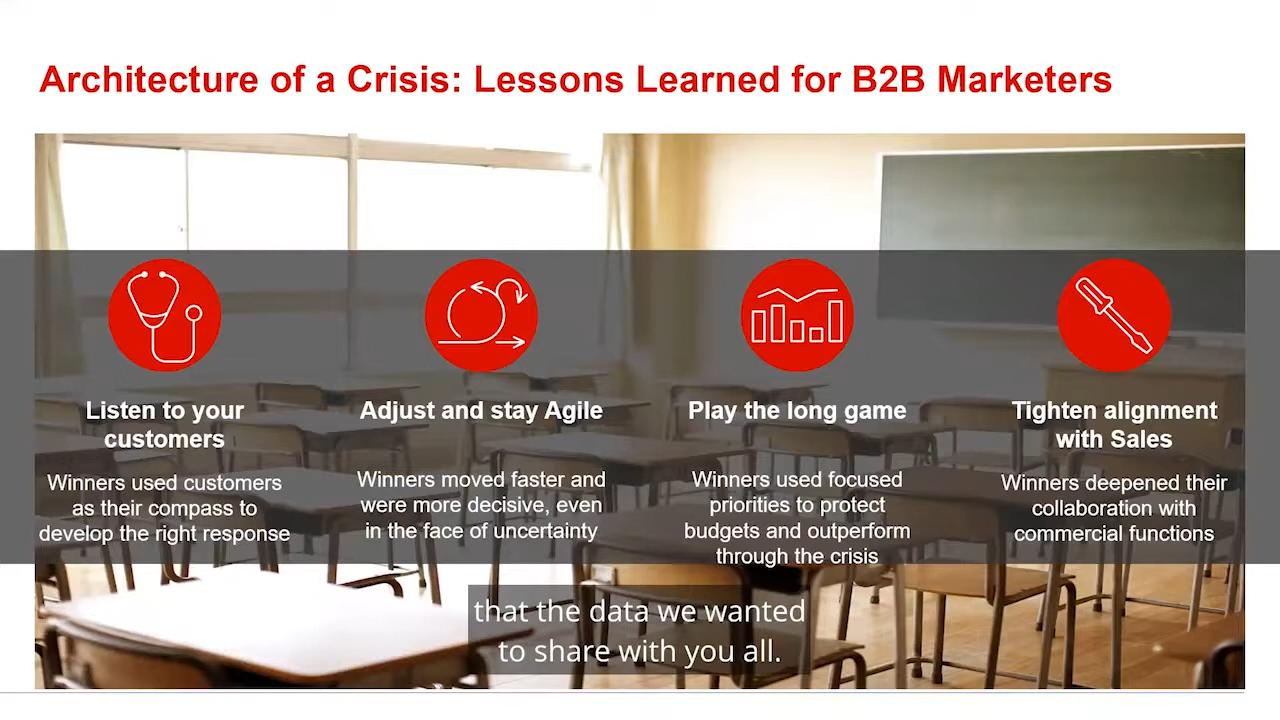 Architecture of a Crisis: Lessons Learned for B2B Marketers
Listen to your
customers
Winners used customers
as their compass to
develop the right response
Adjust and stay Agile
Winners moved faster and
were more decisive, even
in the face of uncertainty
Play the long game
Winners used focused
priorities to protect
budgets and outperform
through the crisis
Tighten alignment
with Sales
Winners deepened their
collaboration with
commercial functions
that the data we wanted
to share with you all.